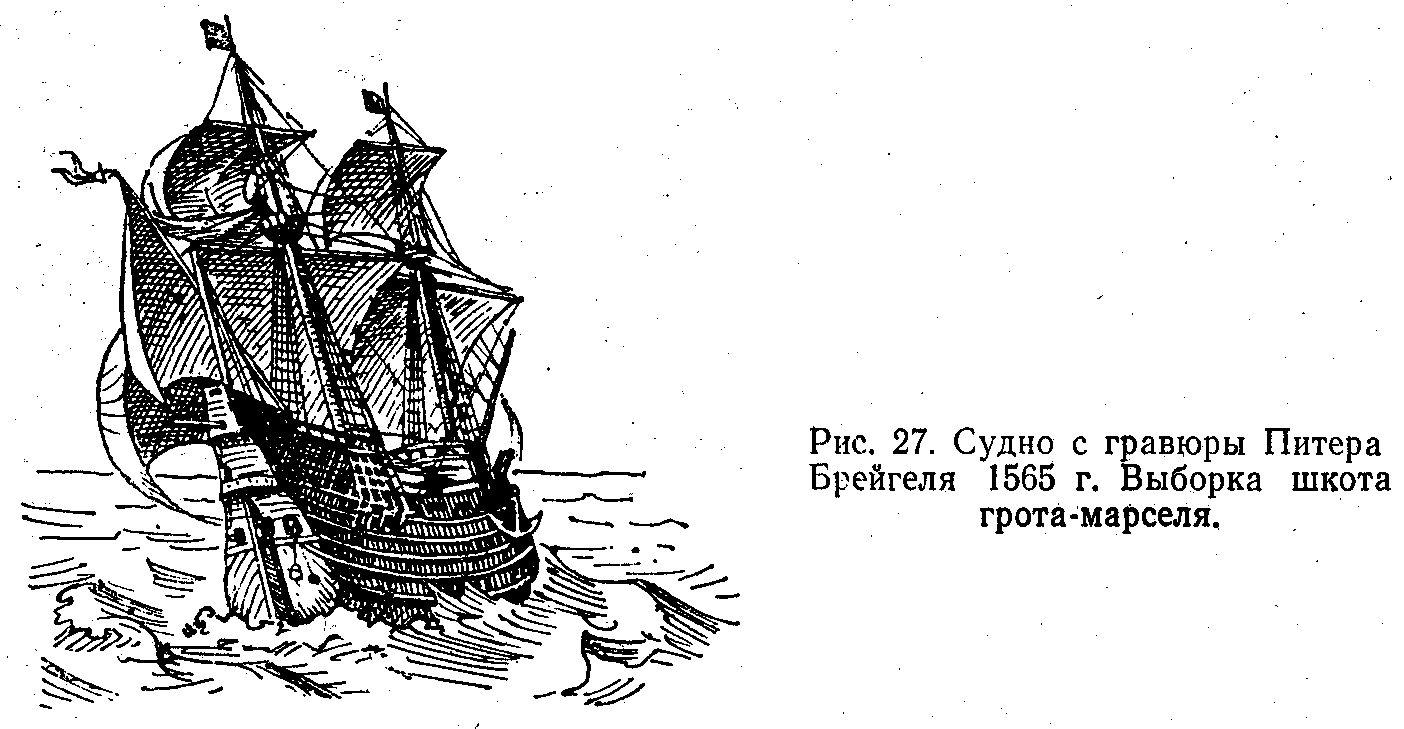 Рис. 27. Судно с гравюры Питера
Брейгеля 1565 г. Выборка шкота
грота-марселя.